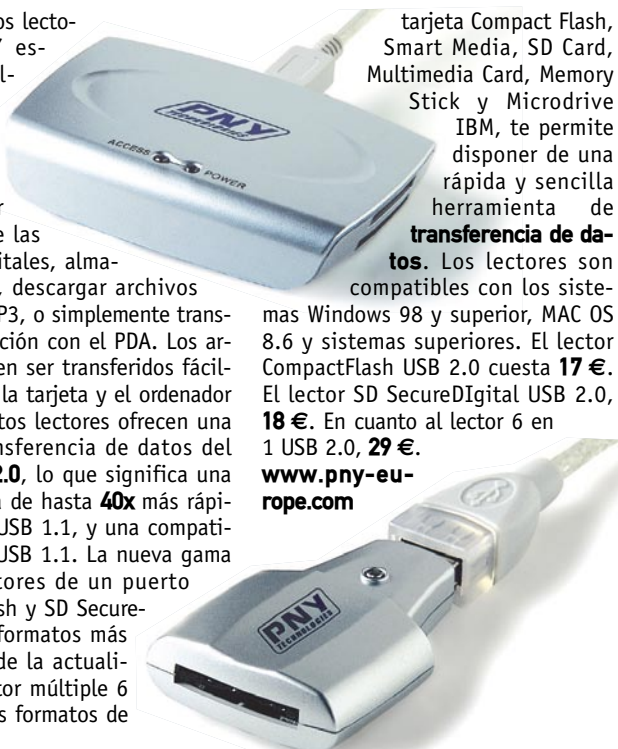 os lecto-
es-
l-
r
e las
itales, alma-
, descargar archivos
P3, o simplemente trans-
ción con el PDA. Los ar-
en ser transferidos fácil-
la tarjeta y el ordenador
tos lectores ofrecen una
nsferencia de datos del
2.0, lo que significa una
a de hasta 40x más rápi-
USB 1.1, y una compati-
USB 1.1. La nueva gama
tores de un puerto
sh y SD Secure-
formatos más
de la actuali-
tor múltiple 6
s formatos de
tarjeta Compact Flash,
Smart Media, SD Card,
Multimedia Card, Memory
Stick y Microdrive
IBM, te permite
disponer de una
rápida y sencilla
herramienta de
transferencia de da-
tos. Los lectores son
compatibles con los siste-
mas Windows 98 y superior, MAC OS
8.6 y sistemas superiores. El lector
CompactFlash USB 2.0 cuesta 17 €.
El lector SD SecureDIgital USB 2.0,
18 €. En cuanto al lector 6 en
1 USB 2.0, 29 €.
www.pny-eu-
rope.com
PNY
TECHNOLOGIES
ACCESS POWER
PNY
TECHNOLOGIES